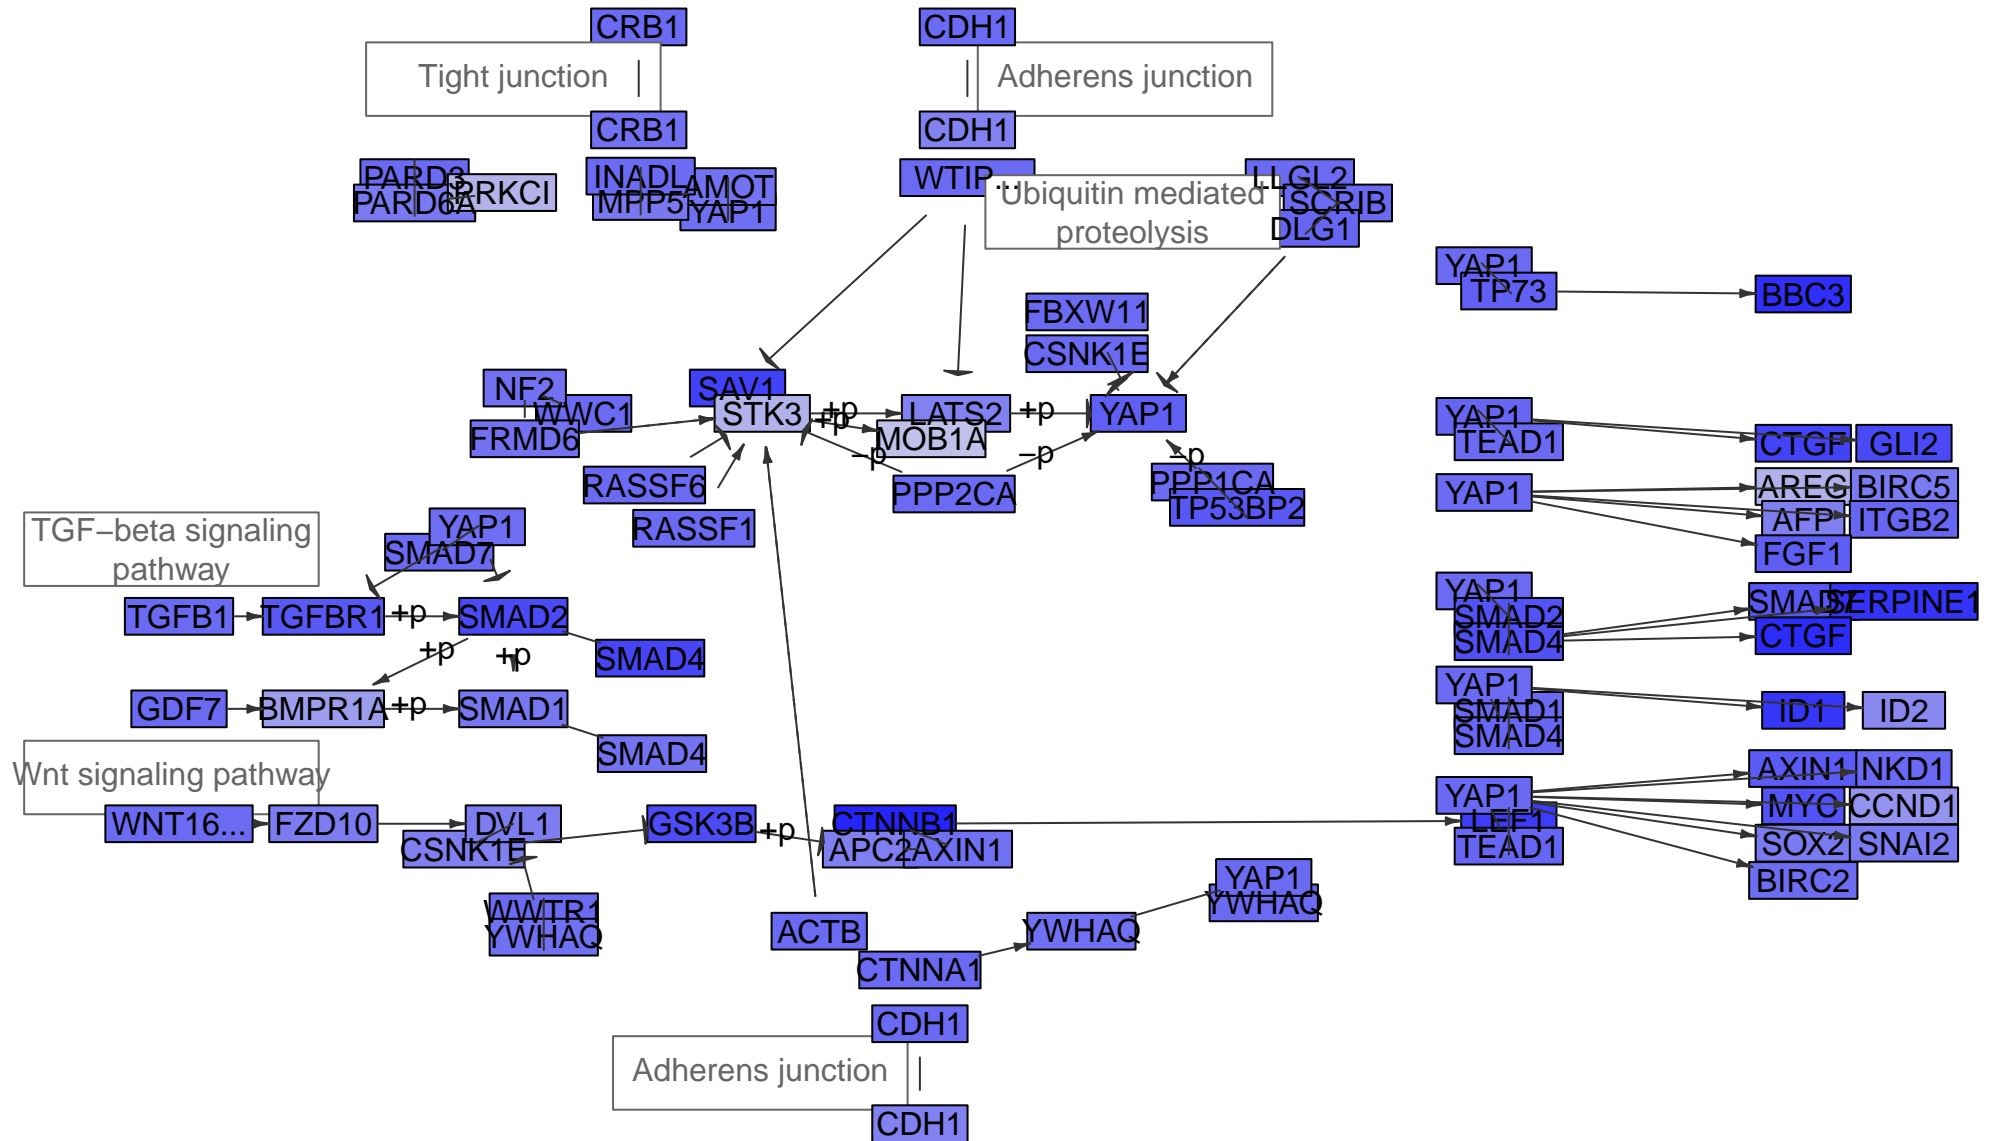 CRB1
CDH1
Tight junction
Adherens junction
CRB1
CDH1
PARD3
PRKCI
PARD6A
INADL
AMOT
MPP5
YAP1
WTIP...
LLGL2
Ubiquitin mediated
proteolysis
SCRIB
DLG1
YAP1
TP73
BBC3
FBXW11
CSNK1E
NF2
WWC1
FRMD6
SAV1
STK3
+p
+p
LATS2
MOB1A
+p
YAP1
−p
−p
−p
RASSF6
RASSF1
PPP2CA
PPP1CA
TP53BP2
YAP1
TEAD1
CTGF
GLI2
YAP1
AREG
BIRC5
AFP
ITGB2
FGF1
TGF−beta signaling
pathway
YAP1
SMAD7
TGFB1
TGFBR1
+p
SMAD2
+p
+p
SMAD4
YAP1
SMAD2
SMAD4
SMAD7
SERPINE1
CTGF
GDF7
BMPR1A
+p
SMAD1
SMAD4
YAP1
SMAD1
SMAD4
ID1
ID2
Wnt signaling pathway
WNT16...
FZD10
DVL1
CSNK1E
GSK3B
+p
CTNNB1
APC2
AXIN1
YAP1
LEF1
TEAD1
AXIN1
NKD1
MYC
CCND1
SOX2
SNAI2
BIRC2
WWTR1
YWHAQ
ACTB
CTNNA1
YWHAQ
YAP1
YWHAQ
CDH1
Adherens junction
CDH1